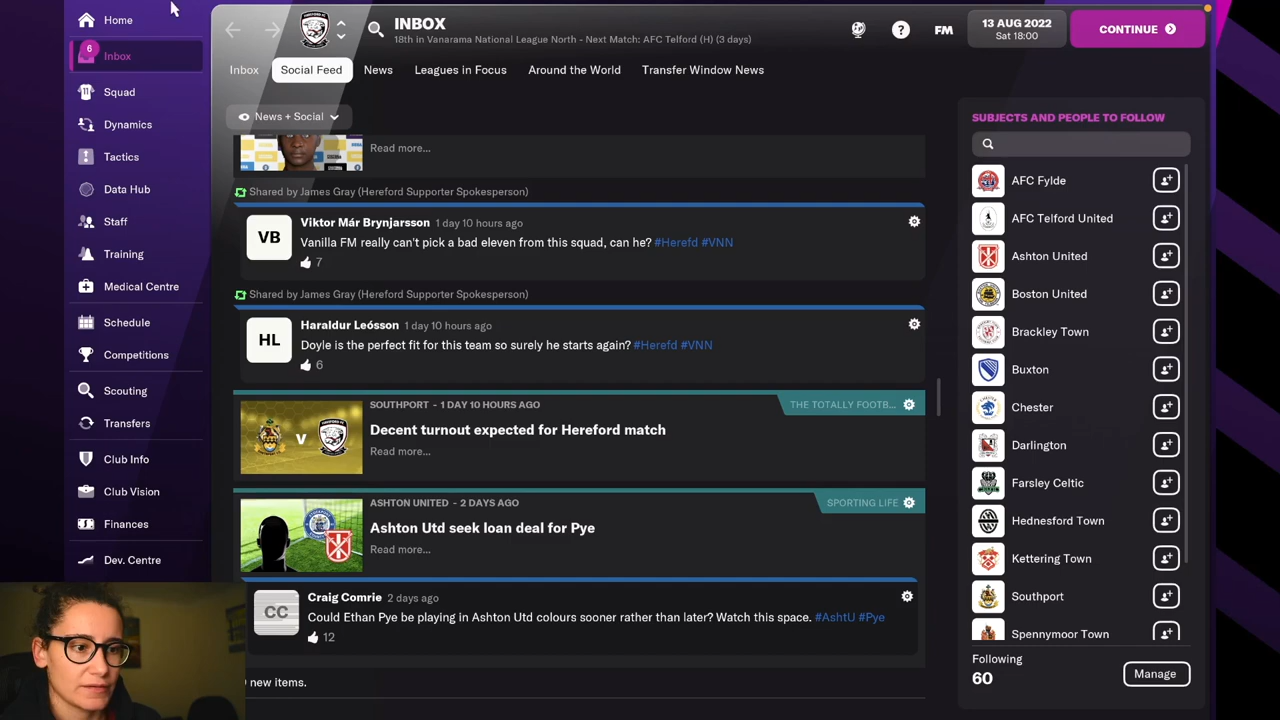 Home
6
Inbox
Squad
Dynamics
Tactics
Data Hub
Staff
Training
Medical Centre
Schedule
Competitions
Scouting
Transfers
Club Info
Club Vision
Finances
Dev. Centre
INBOX
18th in Vanarama National League North - Next Match: AFC Telford (H) (3 days)
FM
13 AUG 2022
Sat 18:00
CONTINUE
Inbox
Social Feed
News
Leagues in Focus
Around the World
Transfer Window News
News + Social
Read more...
Shared by James Gray (Hereford Supporter Spokesperson)
VB
Viktor Már Brynjarsson 1 day 10 hours ago
Vanilla FM really can't pick a bad eleven from this squad, can he? #Herefd #VNN
7
Shared by James Gray (Hereford Supporter Spokesperson)
HL
Haraldur Leósson 1 day 10 hours ago
Doyle is the perfect fit for this team so surely he starts again? #Herefd #VNN
6
SOUTHPORT - 1 DAY 10 HOURS AGO
THE TOTALLY FOOTB...
V
Decent turnout expected for Hereford match
Read more...
ASHTON UNITED - 2 DAYS AGO
SPORTING LIFE
Ashton Utd seek loan deal for Pye
Read more...
CC
Craig Comrie 2 days ago
Could Ethan Pye be playing in Ashton Utd colours sooner rather than later? Watch this space. #AshtU #Pye
12
new items.
SUBJECTS AND PEOPLE TO FOLLOW
AFC Fylde
AFC Telford United
Ashton United
Boston United
Brackley Town
Buxton
Chester
Darlington
Farsley Celtic
Hednesford Town
Kettering Town
Southport
Spennymoor Town
Following
60
Manage